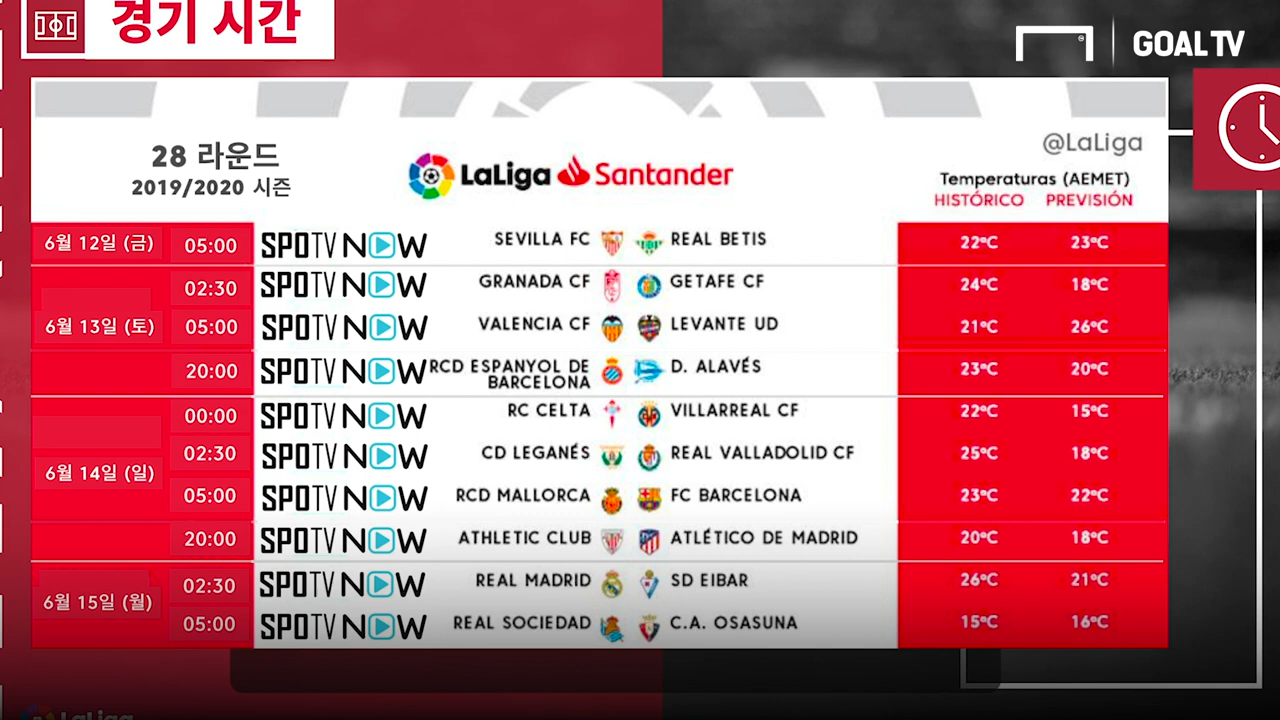 경기 시간
GOAL TV
@LaLiga
28 라운드
2019/2020 시즌
LaLiga Santander
Temperaturas (AEMET)
HISTÓRICO PREVISIÓN
6월 12일 (금) 05:00 SPOTV NOW SEVILLA FC REAL BETIS 22ºC 23ºC
02:30 SPOTV NOW GRANADA CF GETAFE CF 24ºC 18ºC
6월 13일 (토) 05:00 SPOTV NOW VALENCIA CF LEVANTE UD 21ºC 26ºC
20:00 SPOTV NOW RCD ESPANYOL DE BARCELONA D. ALAVÉS 23ºC 20ºC
00:00 SPOTV NOW RC CELTA VILLARREAL CF 22ºC 15ºC
02:30 SPOTV NOW CD LEGANÉS REAL VALLADOLID CF 25ºC 18ºC
6월 14일 (일) 05:00 SPOTV NOW RCD MALLORCA FC BARCELONA 23ºC 22ºC
20:00 SPOTV NOW ATHLETIC CLUB ATLÉTICO DE MADRID 20ºC 18ºC
02:30 SPOTV NOW REAL MADRID SD EIBAR 26ºC 21ºC
6월 15일 (월) 05:00 SPOTV NOW REAL SOCIEDAD C.A. OSASUNA 15ºC 16ºC
LaLiga